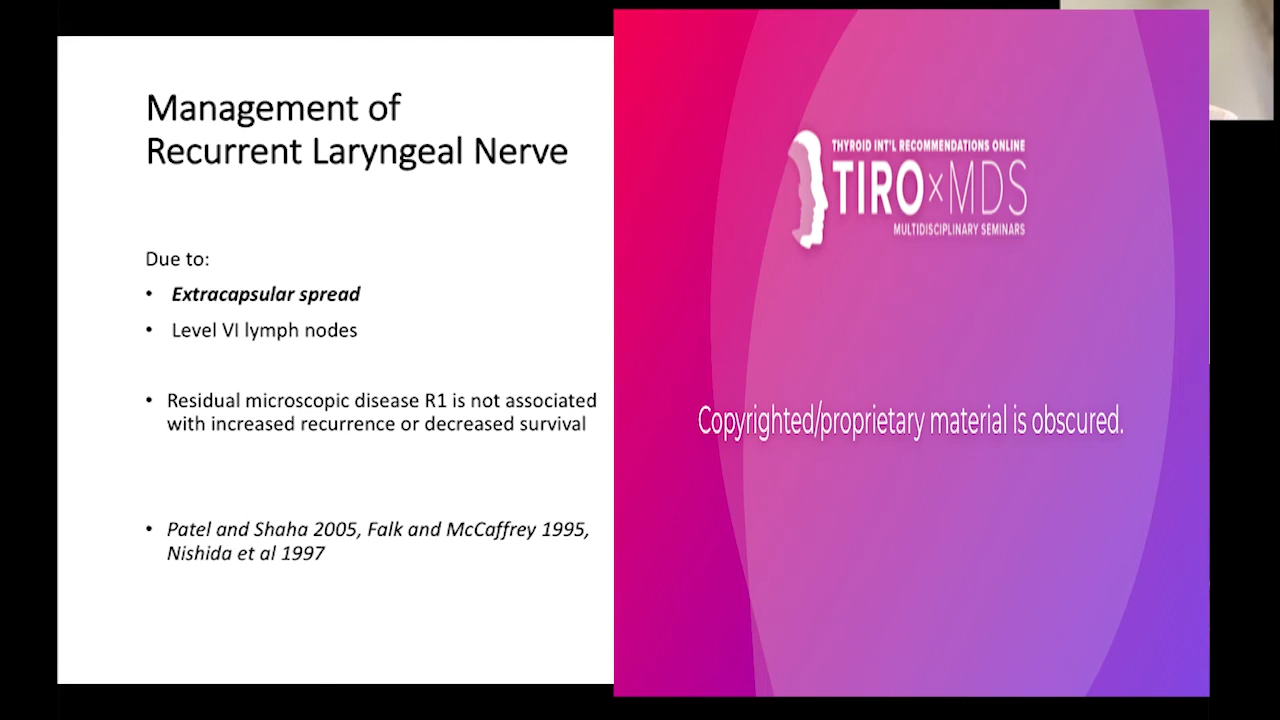 Management of
Recurrent Laryngeal Nerve
Due to:
• Extracapsular spread
• Level VI lymph nodes
• Residual microscopic disease R1 is not associated
with increased recurrence or decreased survival
• Patel and Shaha 2005, Falk and McCaffrey 1995,
Nishida et al 1997
THYROID INT'L RECOMMENDATIONS ONLINE
TIRO×MDS
MULTIDISCIPLINARY SEMINARS
Copyrighted/proprietary material is obscured.